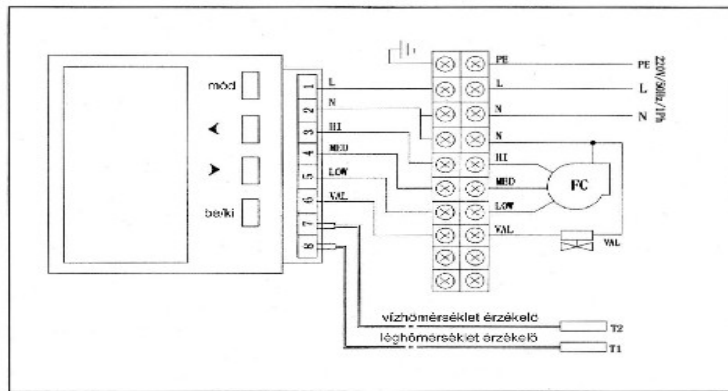 mód
<
>
be/ki
1
2
3
4
5
6
7
8
L
N
HI
MED
LOW
VAL
PE
L
N
N
HI
MED
LOW
VAL
PE
L
N
220V/50Hz/1Ph
FC
VAL
vízhőmérséklet érzékelő
T2
léghőmérséklet érzékelő
T1